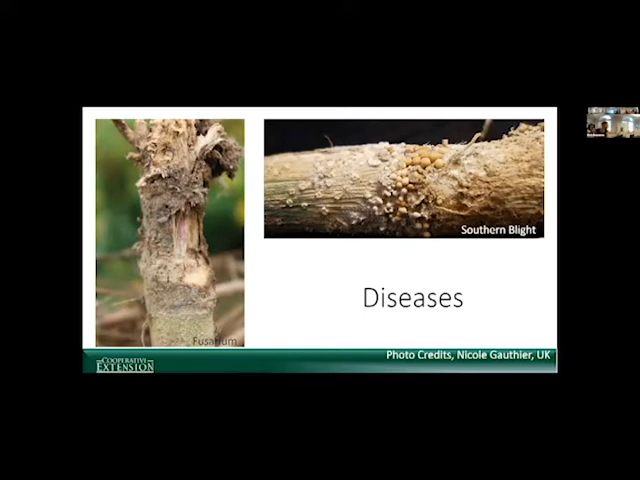 Southern Blight
Diseases
Fusarium
Photo Credits, Nicole Gauthier, UK
COOPERATIVE
EXTENSION